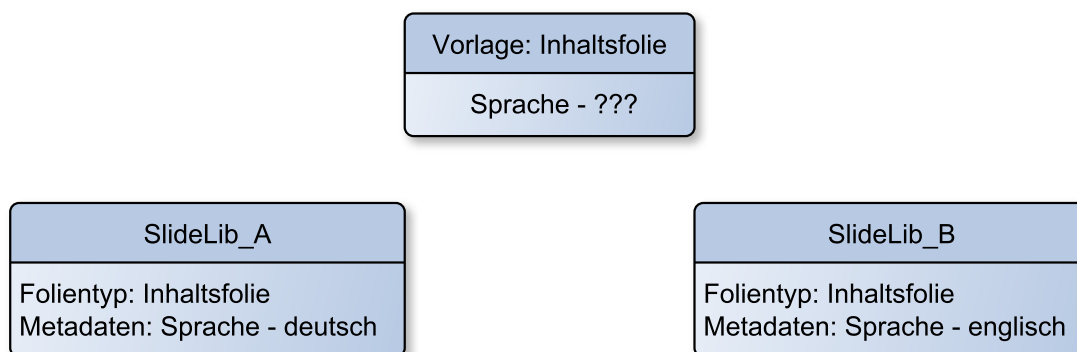 Vorlage: Inhaltsfolie
Sprache - ???
SlideLib_A
Folientyp: Inhaltsfolie
Metadaten: Sprache - deutsch
SlideLib_B
Folientyp: Inhaltsfolie
Metadaten: Sprache - englisch